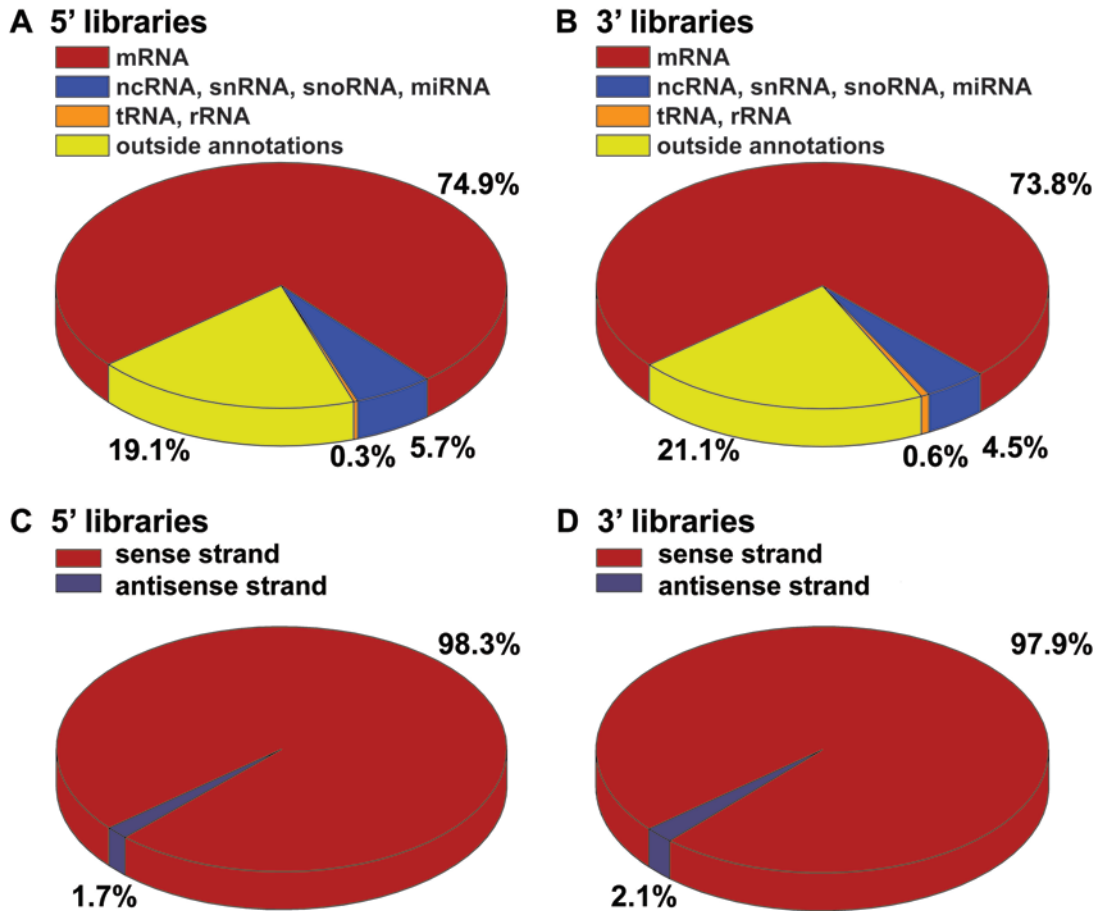 A 5’ libraries
mRNA
ncRNA, snRNA, snoRNA, miRNA
tRNA, rRNA
outside annotations
74.9%
19.1%
0.3%
5.7%
B 3’ libraries
mRNA
ncRNA, snRNA, snoRNA, miRNA
tRNA, rRNA
outside annotations
73.8%
21.1%
0.6%
4.5%
C 5’ libraries
sense strand
antisense strand
98.3%
1.7%
D 3’ libraries
sense strand
antisense strand
97.9%
2.1%